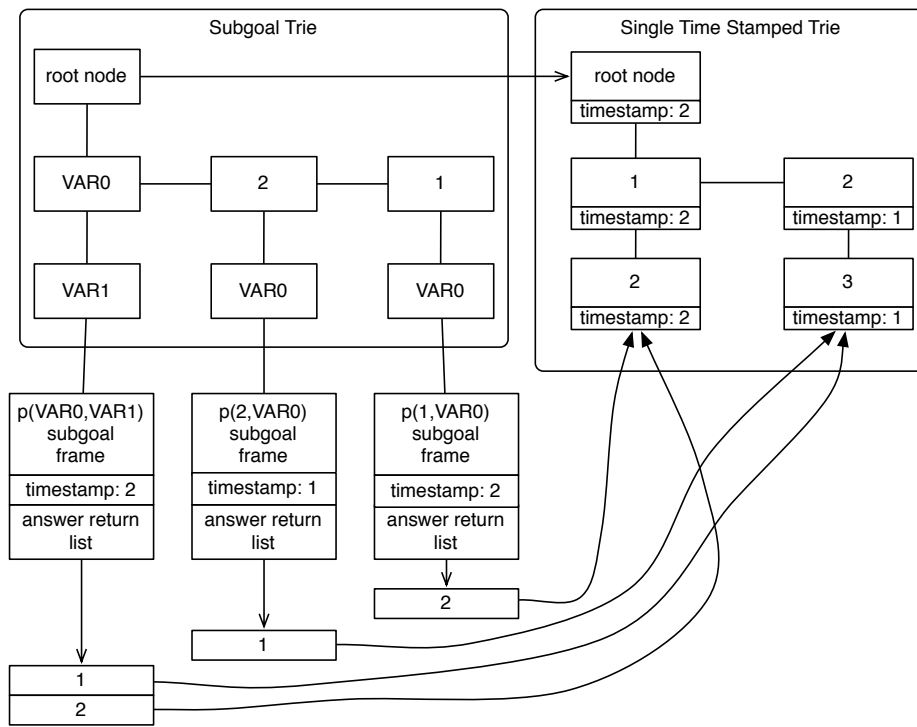 Subgoal Trie
root node
VAR0
2
1
VAR1
VAR0
VAR0
Single Time Stamped Trie
root node
timestamp: 2
1
timestamp: 2
2
timestamp: 1
2
timestamp: 2
3
timestamp: 1
p(VAR0,VAR1)
subgoal
frame
timestamp: 2
answer return
list
p(2,VAR0)
subgoal
frame
timestamp: 1
answer return
list
p(1,VAR0)
subgoal
frame
timestamp: 2
answer return
list
2
1
1
2